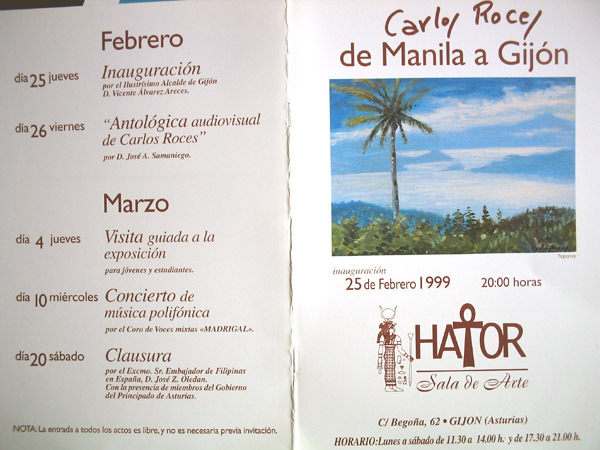 Febrero
día 25 jueves
Inauguración
por el Ilustrísimo Alcalde de Gijón
D. Vicente Álvarez Areces.
día 26 viernes
“Antológica audiovisual
de Carlos Roces”
por D. José A. Samaniego.
Marzo
día 4 jueves
Visita guiada a la
exposición
para jóvenes y estudiantes.
día 10 miércoles
Concierto de
música polifónica
por el Coro de Voces mixtas «MADRIGAL».
día 20 sábado
Clausura
por el Excmo. Sr. Embajador de Filipinas
en España, D. José Z. Oledan.
Con la presencia de miembros del Gobierno
del Principado de Asturias.
NOTA: La entrada a todos los actos es libre, y no es necesaria previa invitación.
Carlos Roces
de Manila a Gijón
Tagaytay
inauguración
25 de Febrero 1999 20:00 horas
HATOR
Sala de Arte
C/ Begoña, 62 • GIJON (Asturias)
HORARIO: Lunes a sábado de 11.30 a 14.00 h. y de 17.30 a 21.00 h.